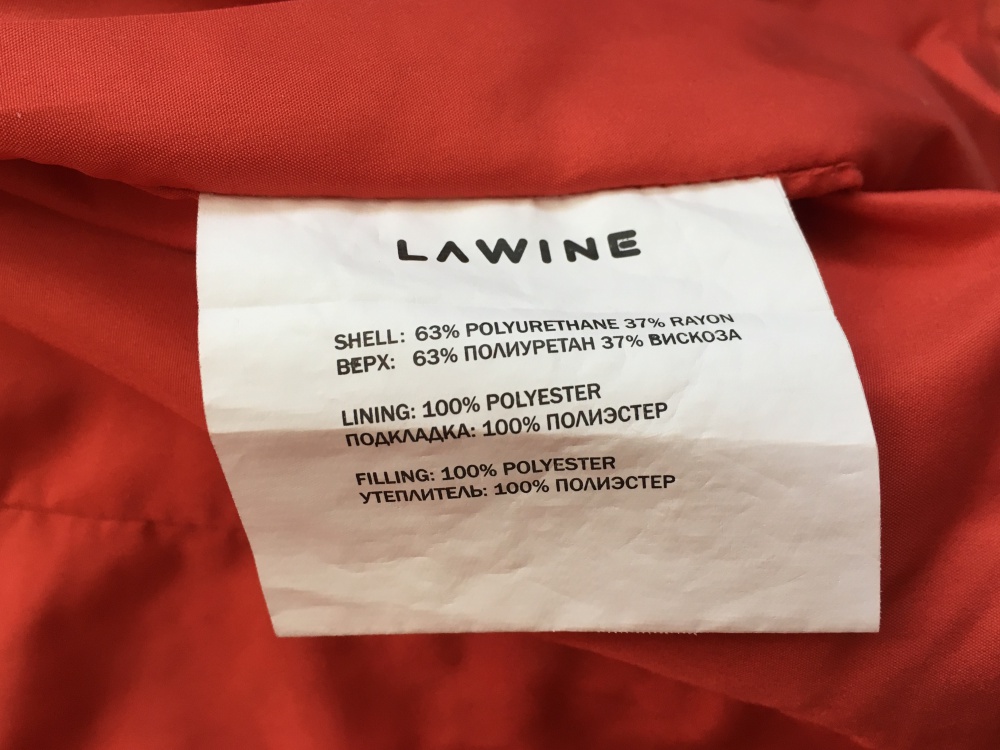 LAWINE
SHELL: 63% POLYURETHANE 37% RAYON
ВЕРХ: 63% ПОЛИУРЕТАН 37% ВИСКОЗА
LINING: 100% POLYESTER
ПОДКЛАДКА: 100% ПОЛИЭСТЕР
FILLING: 100% POLYESTER
УТЕПЛИТЕЛЬ: 100% ПОЛИЭСТЕР